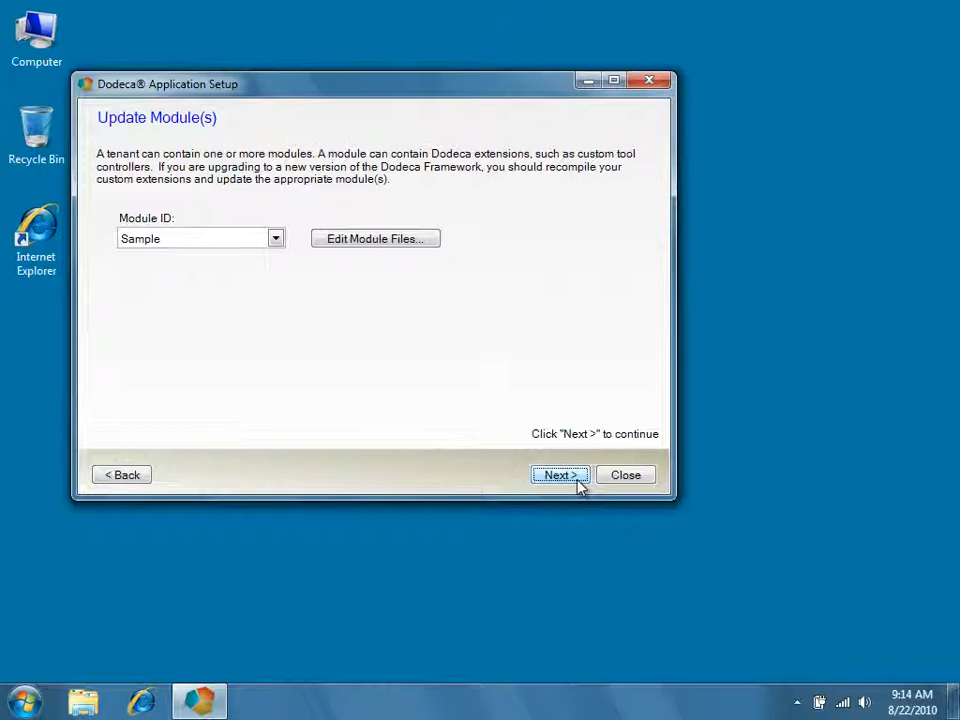 Computer
Recycle Bin
Internet
Explorer
Dodeca® Application Setup
Update Module(s)
A tenant can contain one or more modules. A module can contain Dodeca extensions, such as custom tool
controllers. If you are upgrading to a new version of the Dodeca Framework, you should recompile your
custom extensions and update the appropriate module(s).
Module ID:
Sample
Edit Module Files...
Click "Next >" to continue
< Back
Next >
Close
9:14 AM
8/22/2010